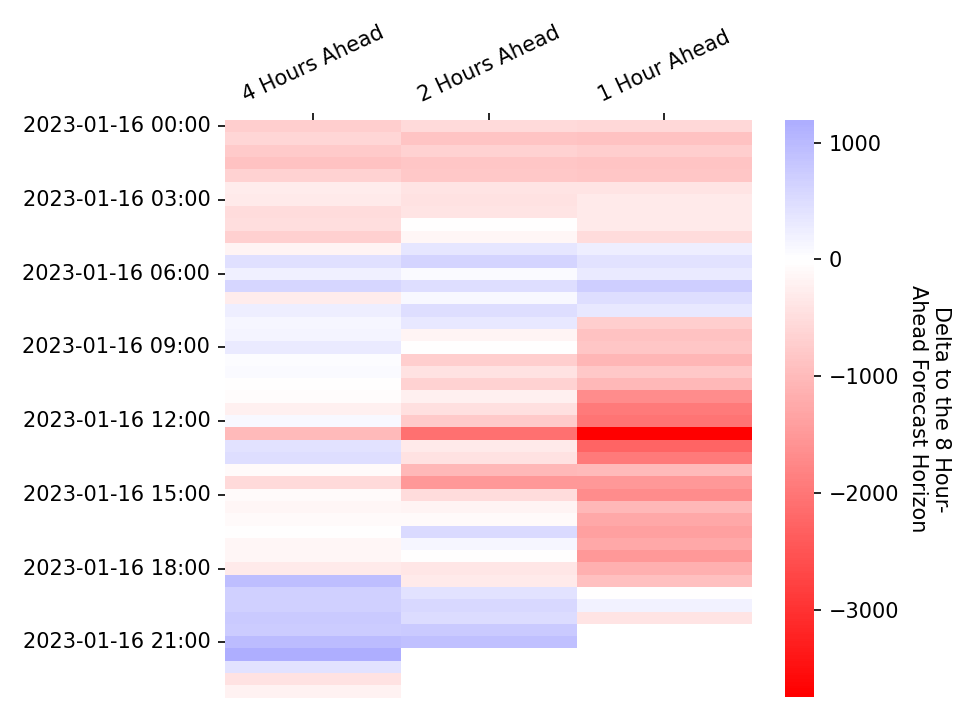 4 Hours Ahead
2 Hours Ahead
1 Hour Ahead
2023-01-16 00:00
2023-01-16 03:00
2023-01-16 06:00
2023-01-16 09:00
2023-01-16 12:00
2023-01-16 15:00
2023-01-16 18:00
2023-01-16 21:00
1000
0
−1000
−2000
−3000
Delta to the 8 Hour-
Ahead Forecast Horizon